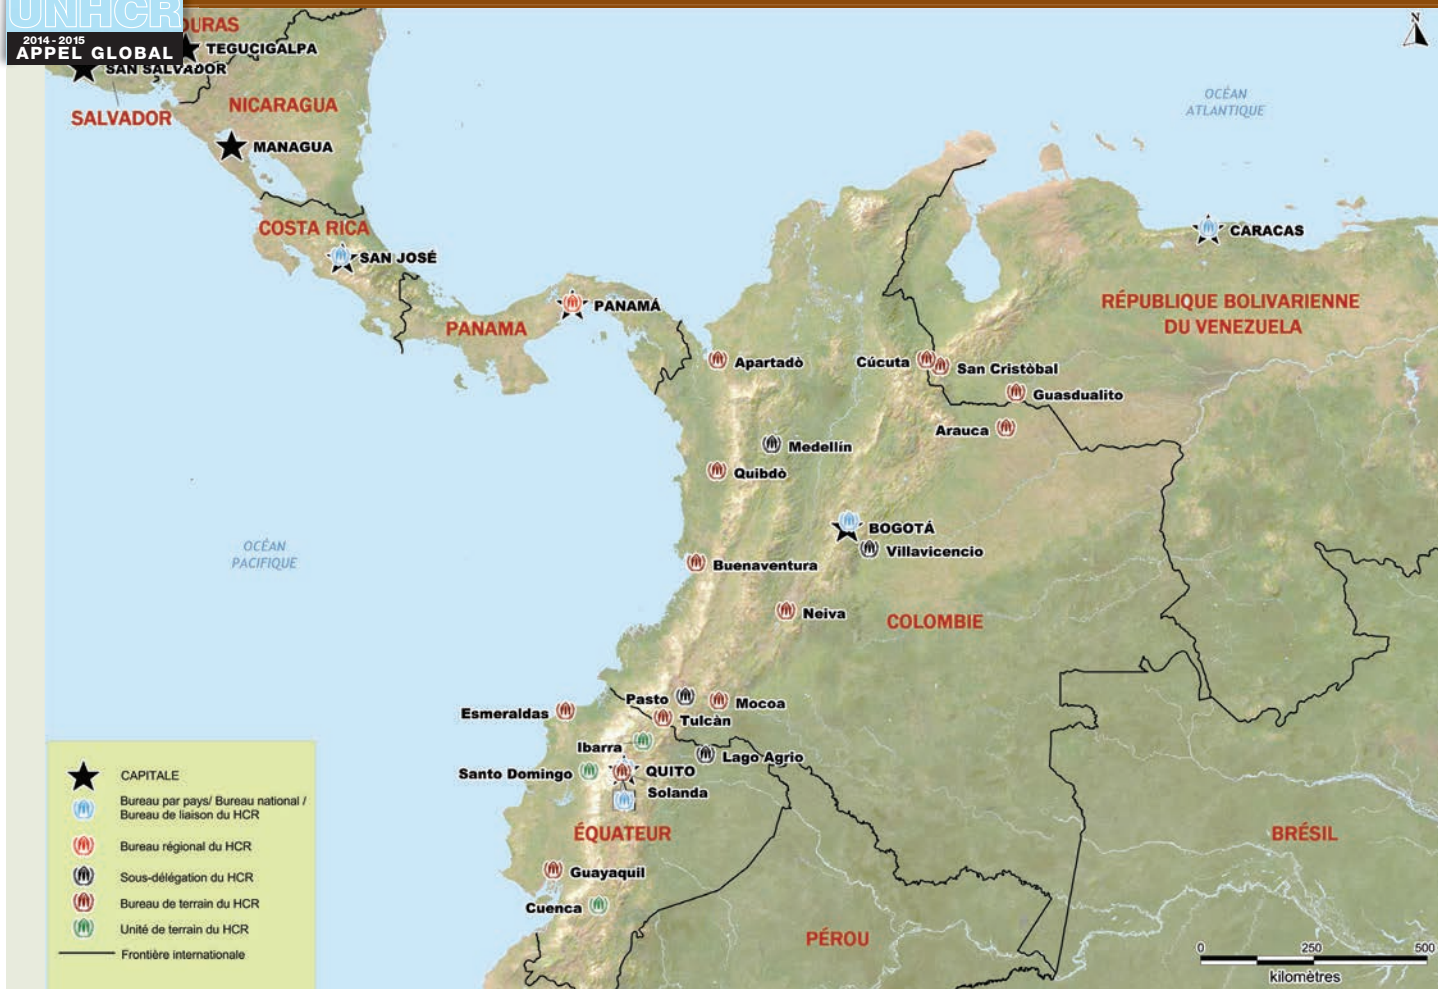 UNHCR
2014 - 2015
APPEL GLOBAL
DURAS
TEGUCIGALPA
SAN SALVADOR
SALVADOR
NICARAGUA
MANAGUA
COSTA RICA
SAN JOSÉ
PANAMÁ
PANAMA
N
OCÉAN
ATLANTIQUE
CARACAS
RÉPUBLIQUE BOLIVARIENNE
DU VENEZUELA
Apartadò
Cúcuta
San Cristòbal
Guasdualito
Arauca
Medellín
Quibdò
BOGOTÁ
Villavicencio
OCÉAN
PACIFIQUE
Buenaventura
Neiva
COLOMBIE
Pasto
Mocoa
Esmeraldas
Tulcàn
Ibarra
Lago Agrio
Santo Domingo
QUITO
Solanda
ÉQUATEUR
BRÉSIL
Guayaquil
Cuenca
PÉROU
CAPITALE
Bureau par pays/ Bureau national /
Bureau de liaison du HCR
Bureau régional du HCR
Sous-délégation du HCR
Bureau de terrain du HCR
Unité de terrain du HCR
Frontière internationale
0 250 500
kilomètres